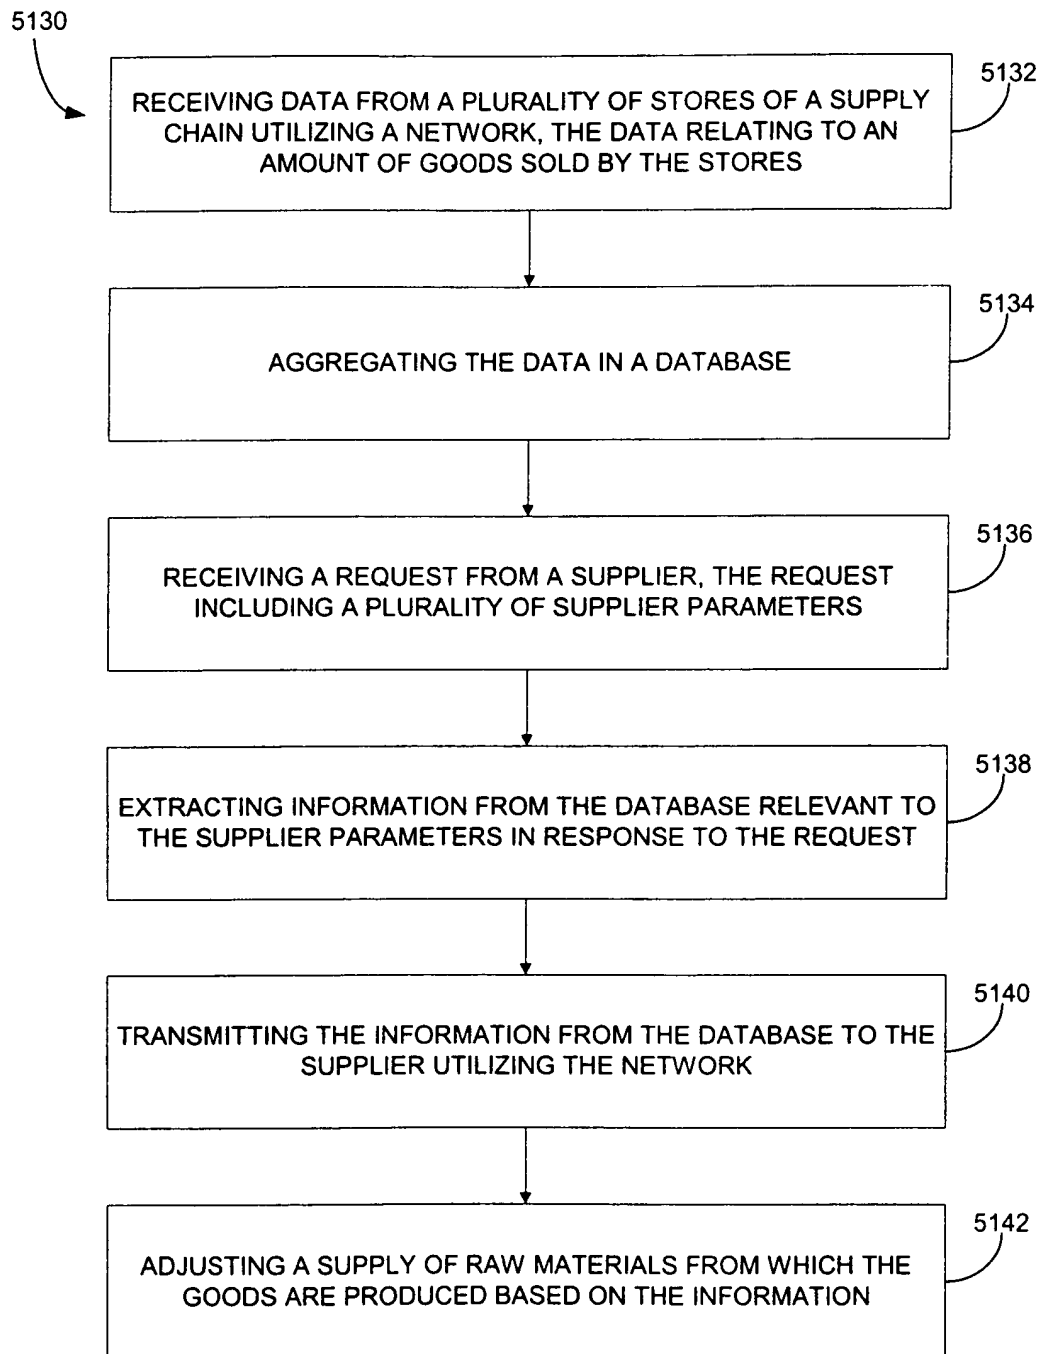 5130
5132
RECEIVING DATA FROM A PLURALITY OF STORES OF A SUPPLY
CHAIN UTILIZING A NETWORK, THE DATA RELATING TO AN
AMOUNT OF GOODS SOLD BY THE STORES
5134
AGGREGATING THE DATA IN A DATABASE
5136
RECEIVING A REQUEST FROM A SUPPLIER, THE REQUEST
INCLUDING A PLURALITY OF SUPPLIER PARAMETERS
5138
EXTRACTING INFORMATION FROM THE DATABASE RELEVANT TO
THE SUPPLIER PARAMETERS IN RESPONSE TO THE REQUEST
5140
TRANSMITTING THE INFORMATION FROM THE DATABASE TO THE
SUPPLIER UTILIZING THE NETWORK
5142
ADJUSTING A SUPPLY OF RAW MATERIALS FROM WHICH THE
GOODS ARE PRODUCED BASED ON THE INFORMATION